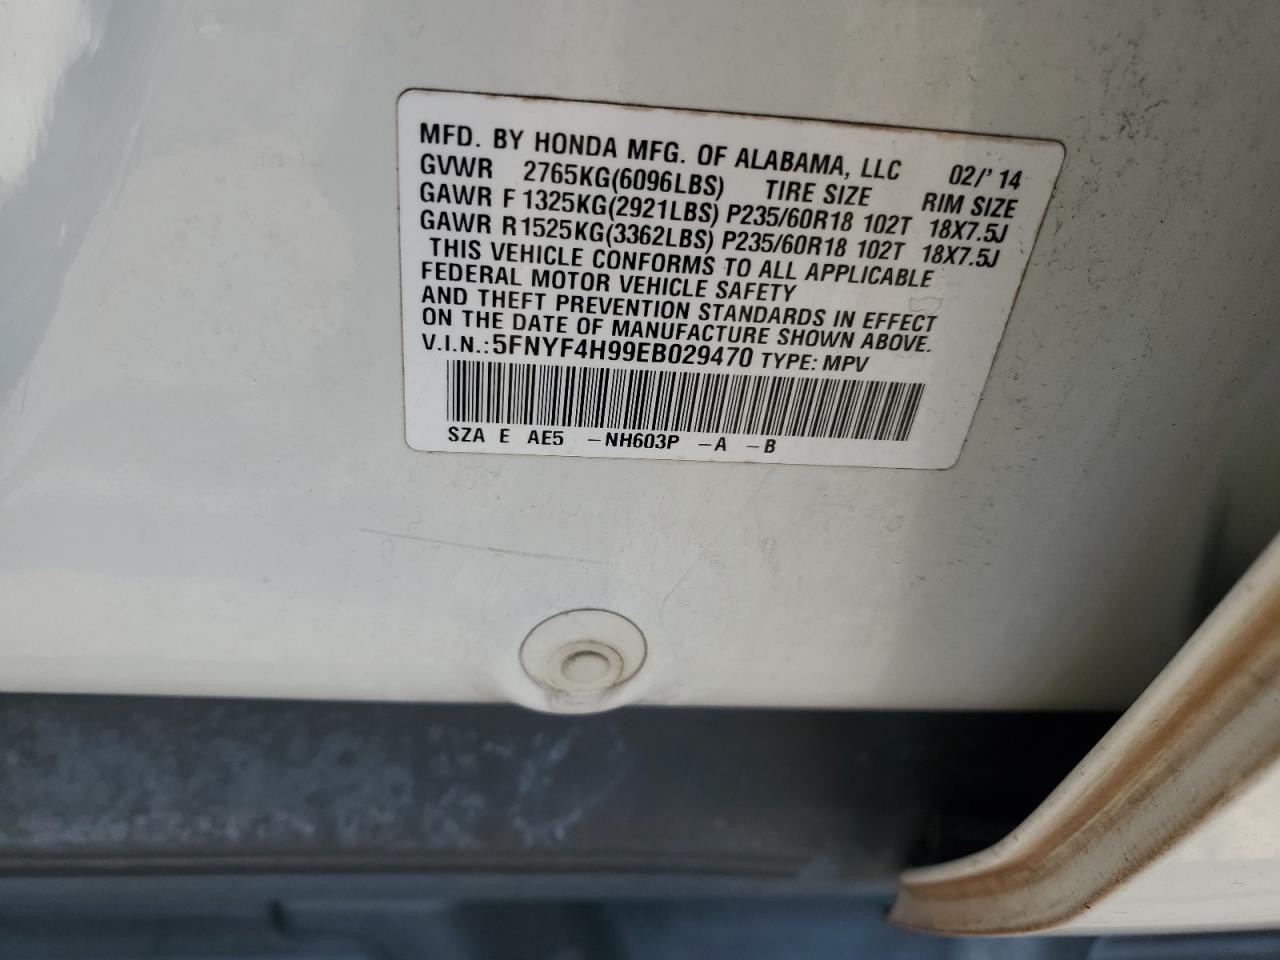 MFD. BY HONDA MFG. OF ALABAMA, LLC 02/'14
GVWR 2765KG(6096LBS) TIRE SIZE RIM SIZE
GAWR F 1325KG(2921LBS) P235/60R18 102T 18X7.5J
GAWR R1525KG(3362LBS) P235/60R18 102T 18X7.5J
THIS VEHICLE CONFORMS TO ALL APPLICABLE
FEDERAL MOTOR VEHICLE SAFETY
AND THEFT PREVENTION STANDARDS IN EFFECT
ON THE DATE OF MANUFACTURE SHOWN ABOVE.
V.I.N.:5FNYF4H99EB029470 TYPE: MPV
SZA E AE5 -NH603P -A -B